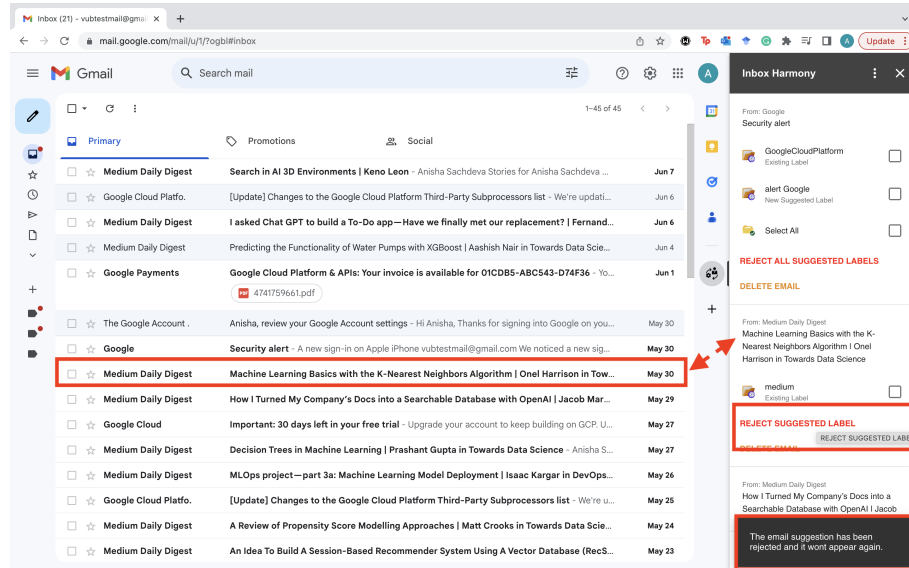 Inbox (21) - vubtestmail@gmai
mail.google.com/mail/u/1/?ogbl#inbox
Update
Gmail
Search mail
A
Inbox Harmony
1–45 of 45
Primary
Promotions
Social
Medium Daily Digest Search in AI 3D Environments | Keno Leon - Anisha Sachdeva Stories for Anisha Sachdeva ... Jun 7
Google Cloud Platfo. [Update] Changes to the Google Cloud Platform Third-Party Subprocessors list - We're updati... Jun 6
Medium Daily Digest I asked Chat GPT to build a To-Do app—Have we finally met our replacement? | Fernand... Jun 6
Medium Daily Digest Predicting the Functionality of Water Pumps with XGBoost | Aashish Nair in Towards Data Scie... Jun 4
Google Payments Google Cloud Platform & APIs: Your invoice is available for 01CDB5-ABC543-D74F36 - Yo... Jun 1
PDF 4741759661.pdf
The Google Account . Anisha, review your Google Account settings - Hi Anisha, Thanks for signing into Google on you... May 30
Google Security alert - A new sign-in on Apple iPhone vubtestmail@gmail.com We noticed a new sig... May 30
Medium Daily Digest Machine Learning Basics with the K-Nearest Neighbors Algorithm | Onel Harrison in Tow... May 30
Medium Daily Digest How I Turned My Company's Docs into a Searchable Database with OpenAI | Jacob Mar... May 29
Google Cloud Important: 30 days left in your free trial - Upgrade your account to keep building on GCP. U... May 27
Medium Daily Digest Decision Trees in Machine Learning | Prashant Gupta in Towards Data Science - Anisha S... May 27
Medium Daily Digest MLOps project—part 3a: Machine Learning Model Deployment | Isaac Kargar in DevOps... May 26
Google Cloud Platfo. [Update] Changes to the Google Cloud Platform Third-Party Subprocessors list - We're u... May 25
Medium Daily Digest A Review of Propensity Score Modelling Approaches | Matt Crooks in Towards Data Scie... May 24
Medium Daily Digest An Idea To Build A Session-Based Recommender System Using A Vector Database (RecS... May 23
From: Google
Security alert
GoogleCloudPlatform
Existing Label
alert Google
New Suggested Label
Select All
REJECT ALL SUGGESTED LABELS
DELETE EMAIL
From: Medium Daily Digest
Machine Learning Basics with the K-
Nearest Neighbors Algorithm | Onel
Harrison in Towards Data Science
medium
Existing Label
REJECT SUGGESTED LABEL
REJECT SUGGESTED LABE
DELETE EMAIL
From: Medium Daily Digest
How I Turned My Company's Docs into a
Searchable Database with OpenAI | Jacob
The email suggestion has been
rejected and it wont appear again.